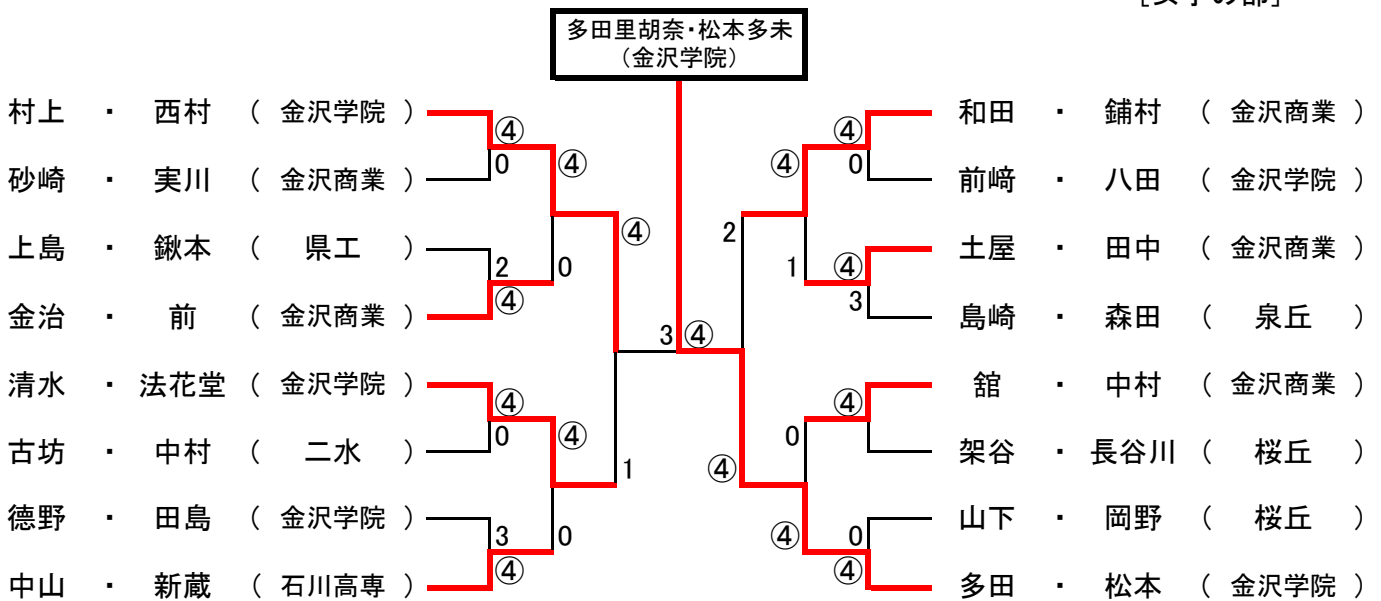 [女子の部]
多田里胡奈・松本多未
（金沢学院）
村上 ・ 西村 （ 金沢学院 ）
砂崎 ・ 実川 （ 金沢商業 ）
上島 ・ 鍬本 （ 県工 ）
金治 ・ 前 （ 金沢商業 ）
清水 ・ 法花堂 （ 金沢学院 ）
古坊 ・ 中村 （ 二水 ）
德野 ・ 田島 （ 金沢学院 ）
中山 ・ 新蔵 （ 石川高専 ）
④
0
④
2
④
0
④
④
0
④
3
④
0
1
3
④
和田 ・ 鋪村 （ 金沢商業 ）
前﨑 ・ 八田 （ 金沢学院 ）
土屋 ・ 田中 （ 金沢商業 ）
島崎 ・ 森田 （ 泉丘 ）
舘 ・ 中村 （ 金沢商業 ）
架谷 ・ 長谷川 （ 桜丘 ）
山下 ・ 岡野 （ 桜丘 ）
多田 ・ 松本 （ 金沢学院 ）
④
0
④
④
3
1
2
④
0
0
④
④
④